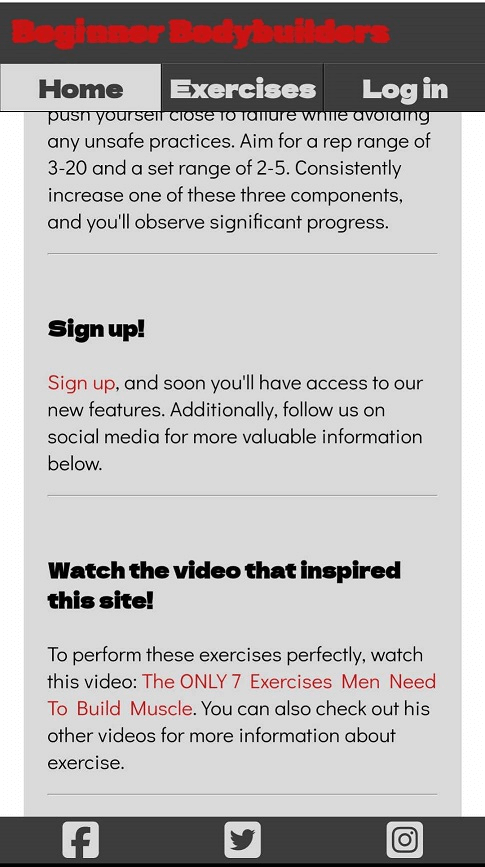 Beginner Bodybuilders
Home Exercises Log in
push yourself close to failure while avoiding
any unsafe practices. Aim for a rep range of
3-20 and a set range of 2-5. Consistently
increase one of these three components,
and you'll observe significant progress.
Sign up!
Sign up, and soon you'll have access to our
new features. Additionally, follow us on
social media for more valuable information
below.
Watch the video that inspired
this site!
To perform these exercises perfectly, watch
this video: The ONLY 7 Exercises Men Need
To Build Muscle. You can also check out his
other videos for more information about
exercise.